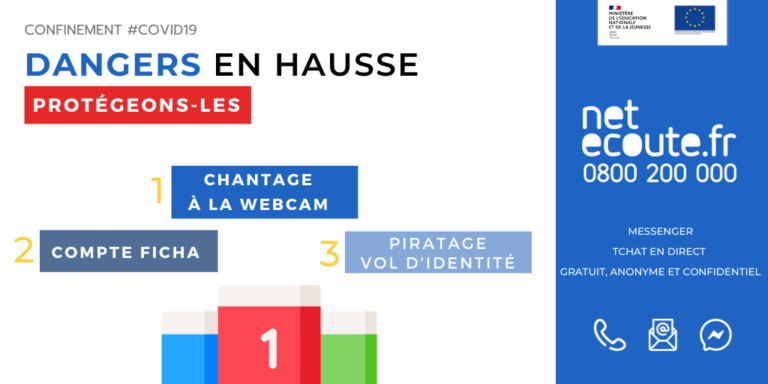 CONFINEMENT #COVID19
DANGERS EN HAUSSE
PROTÉGEONS-LES
1
CHANTAGE
À LA WEBCAM
2
COMPTE FICHA
3
PIRATAGE
VOL D'IDENTITÉ
1
MINISTÈRE
DE L'ÉDUCATION
NATIONALE
ET DE LA JEUNESSE
net
ecoute.fr
0800 200 000
MESSENGER
TCHAT EN DIRECT
GRATUIT, ANONYME ET CONFIDENTIEL